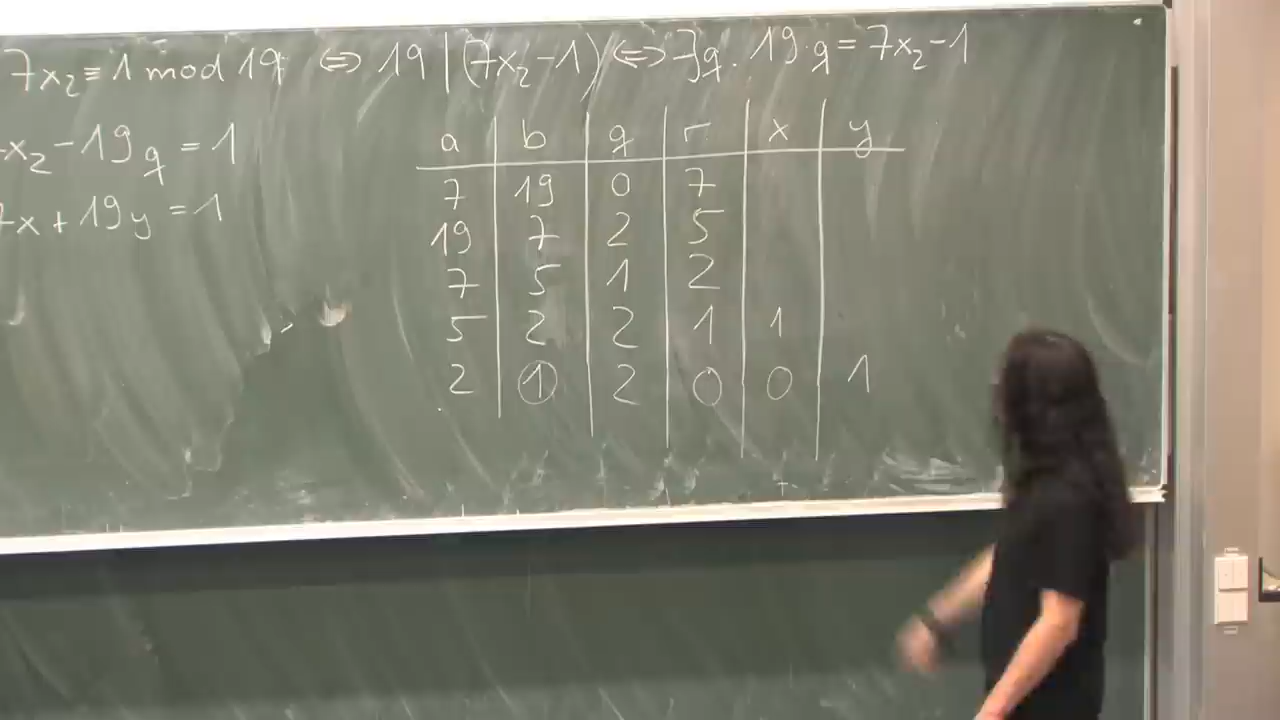 7x₂ ≡ 1 mod 19 ⇔ 19 | (7x₂ − 1) ⇔ ∃q. 19·q = 7x₂ − 1
x₂ − 19q = 1
7x + 19y = 1
a b q r x y
7 19 0 7
19 7 2 5
7 5 1 2
5 2 2 1 1
2 1 2 0 0 1